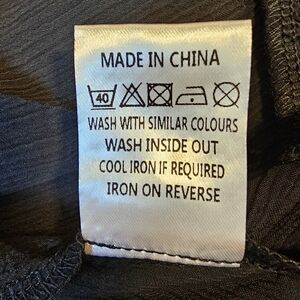 MADE IN CHINA
40
WASH WITH SIMILAR COLOURS
WASH INSIDE OUT
COOL IRON IF REQUIRED
IRON ON REVERSE